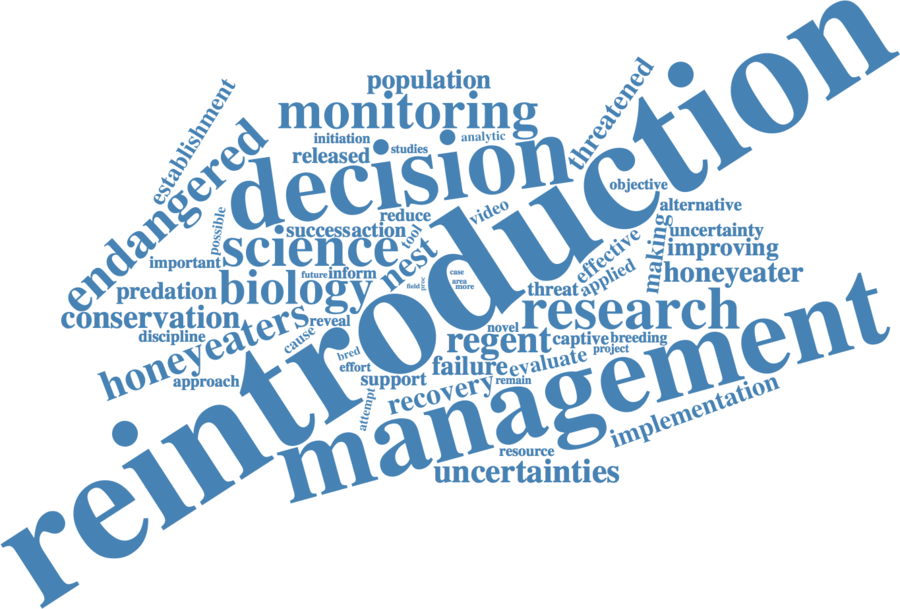 reintroduction
management
decision
population
monitoring
initiation
analytic
released
studies
establishment
endangered
threatened
objective
alternative
reduce
video
possible
successaction
tool
science
uncertainty
making
improving
effective
important
nest
honeyeater
future
inform
applied
predation
biology
field
proc
case
area
more
threat
conservation
research
discipline
honeyeaters
reveal
cause
novel
regent
captive
breeding
project
bred
effort
approach
support
failure
evaluate
recovery
remain
attempt
implementation
resource
uncertainties